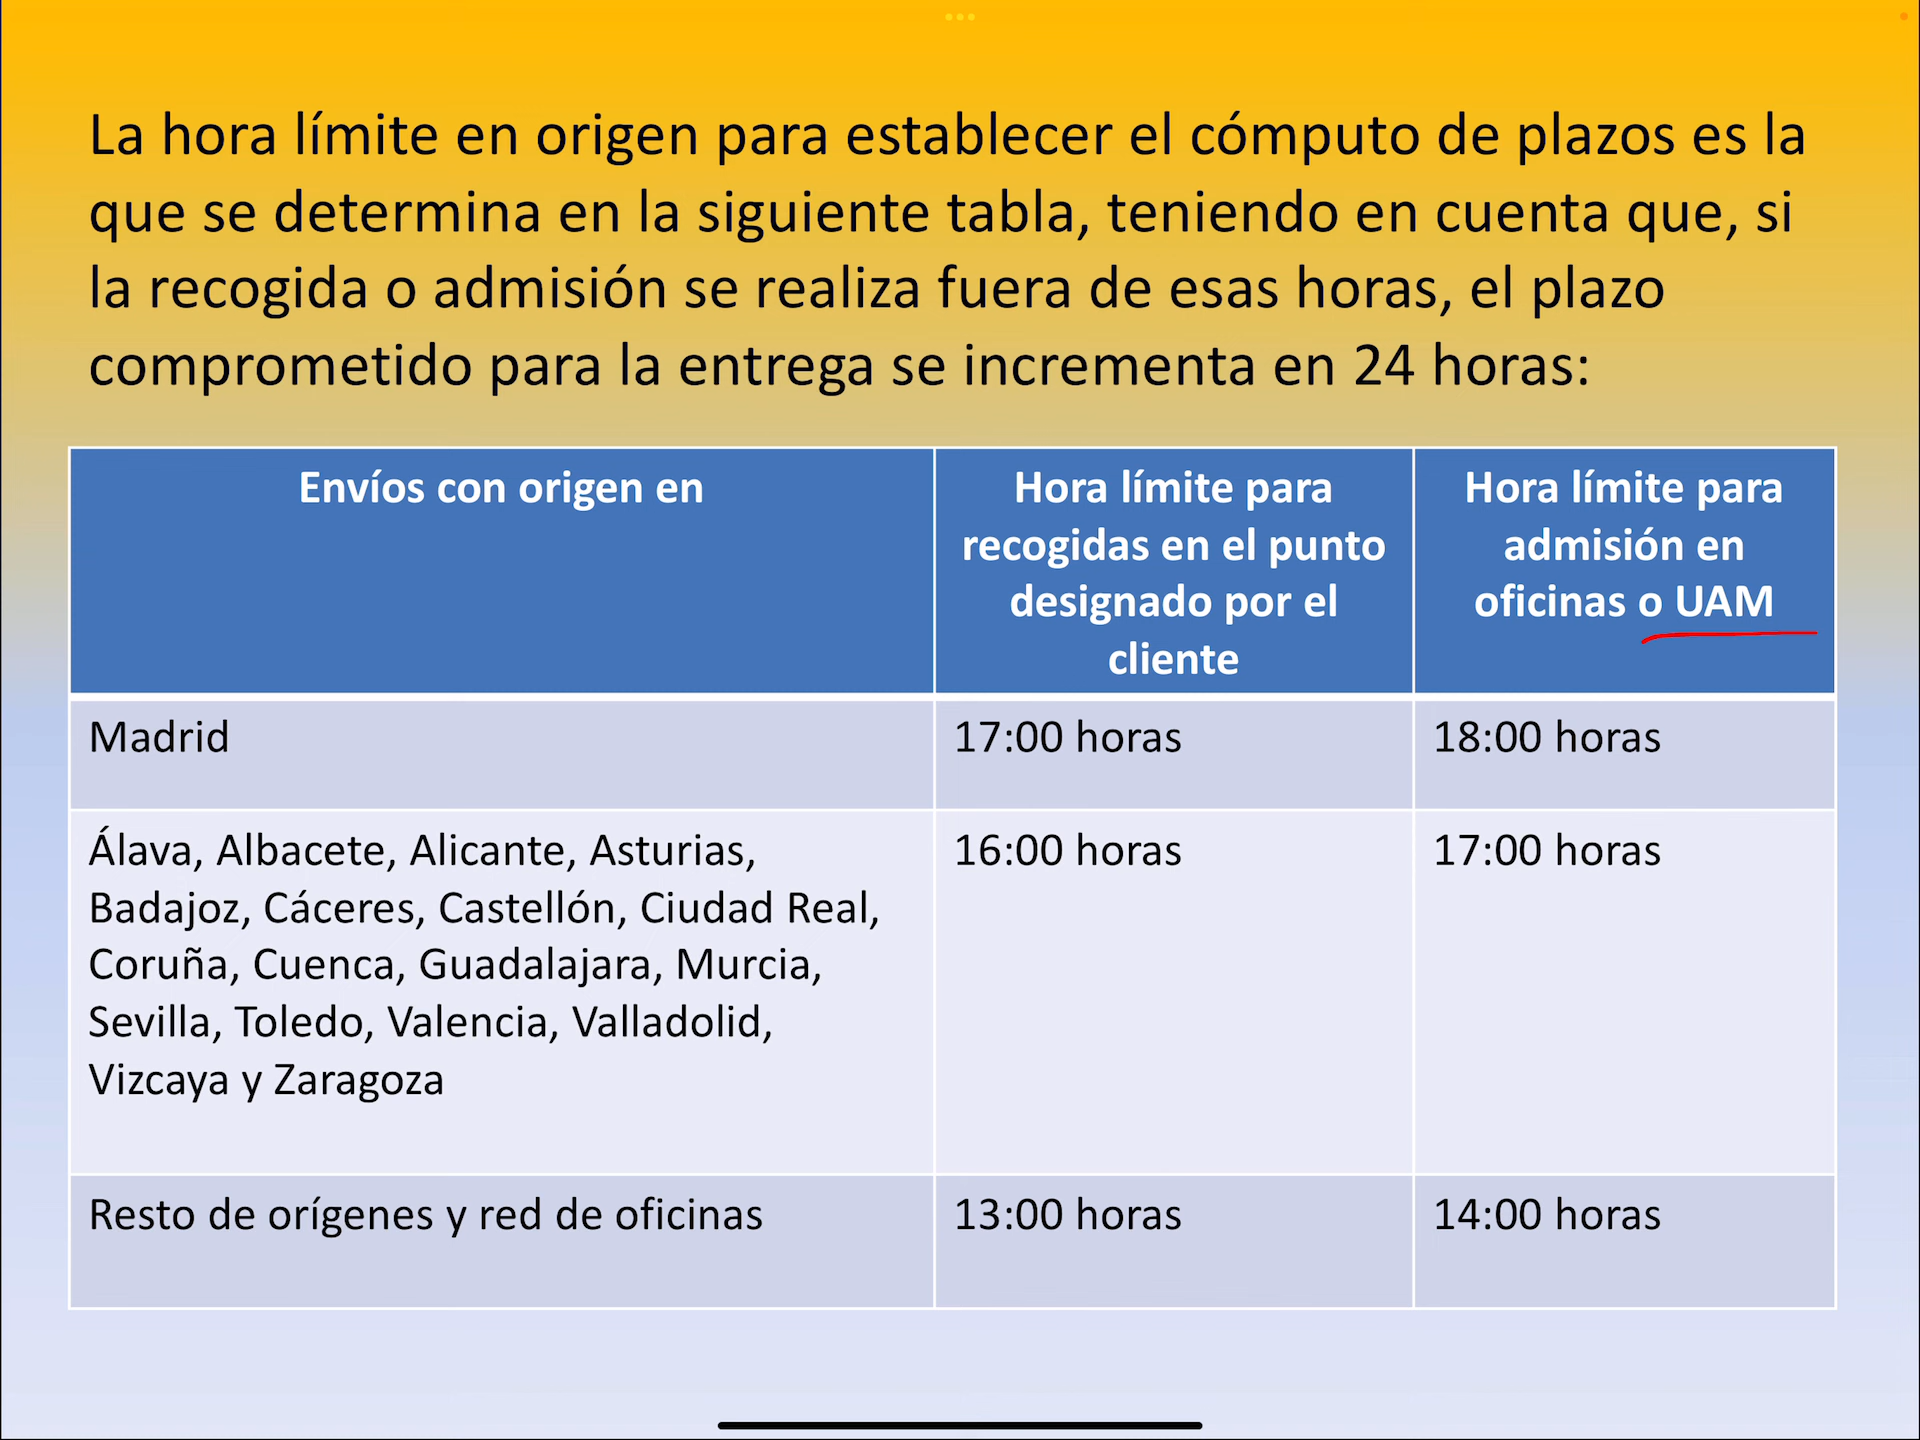 La hora límite en origen para establecer el cómputo de plazos es la
que se determina en la siguiente tabla, teniendo en cuenta que, si
la recogida o admisión se realiza fuera de esas horas, el plazo
comprometido para la entrega se incrementa en 24 horas:
Envíos con origen en
Hora límite para
recogidas en el punto
designado por el
cliente
Hora límite para
admisión en
oficinas o UAM
Madrid
17:00 horas
18:00 horas
Álava, Albacete, Alicante, Asturias,
Badajoz, Cáceres, Castellón, Ciudad Real,
Coruña, Cuenca, Guadalajara, Murcia,
Sevilla, Toledo, Valencia, Valladolid,
Vizcaya y Zaragoza
16:00 horas
17:00 horas
Resto de orígenes y red de oficinas
13:00 horas
14:00 horas